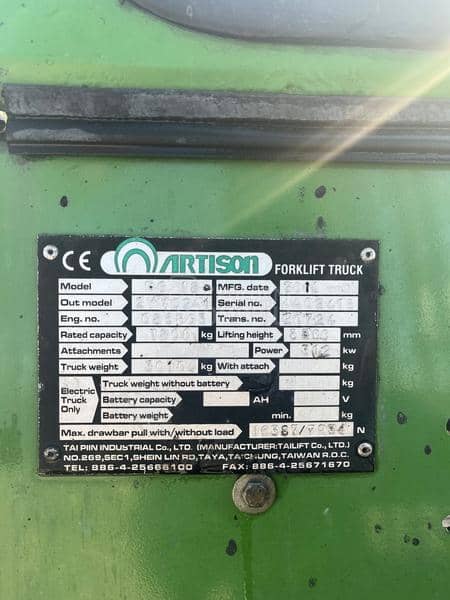 CE ARTISON FORKLIFT TRUCK
Model MFG. date
Out model Serial no.
Eng. no. Trans. no.
Rated capacity kg Lifting height mm
Attachments Power kw
Truck weight kg With attach kg
Electric Truck Only
Truck weight without battery kg
Battery capacity AH V
Battery weight min. kg
Max. drawbar pull with/without load N
TAI PIIN INDUSTRIAL Co., LTD. (MANUFACTURER:TAILIFT Co., LTD.)
NO.269,SEC1,SHEIN LIN RD,TAYA,TAICHUNG,TAIWAN R.O.C.
TEL: 886-4-25666100 FAX: 886-4-25671670